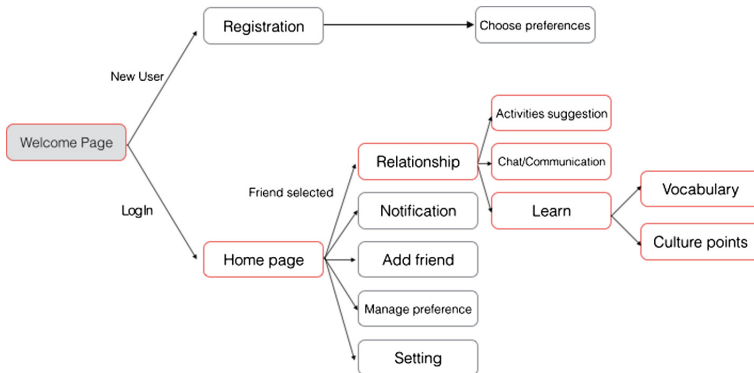 Registration
Choose preferences
New User
Welcome Page
LogIn
Activities suggestion
Relationship
Chat/Communication
Friend selected
Vocabulary
Notification
Learn
Culture points
Home page
Add friend
Manage preference
Setting